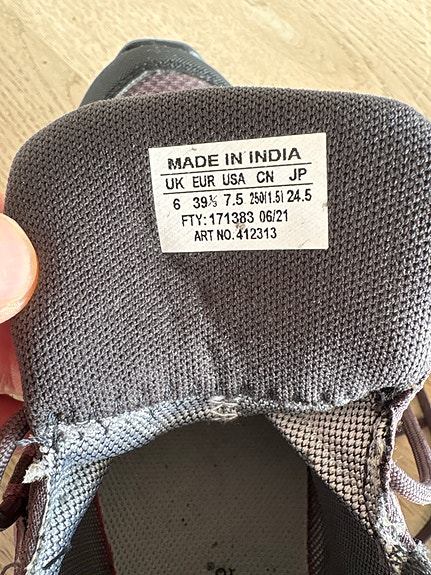 MADE IN INDIA
UK EUR USA CN JP
6 39⅓ 7.5 250(1.5) 24.5
FTY: 171383 06/21
ART NO. 412313